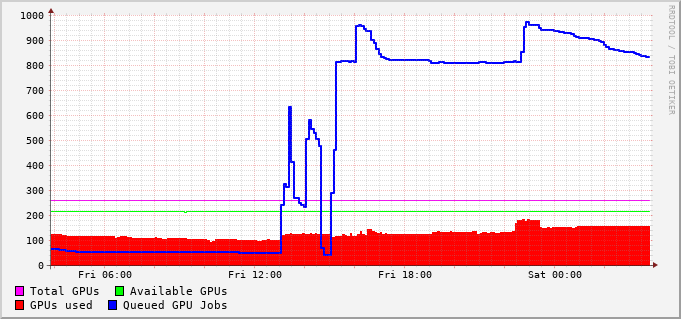 1000
900
800
700
600
500
400
300
200
100
0
Fri 06:00 Fri 12:00 Fri 18:00 Sat 00:00
Total GPUs Available GPUs
GPUs used Queued GPU Jobs
RRDTOOL / TOBI OETIKER